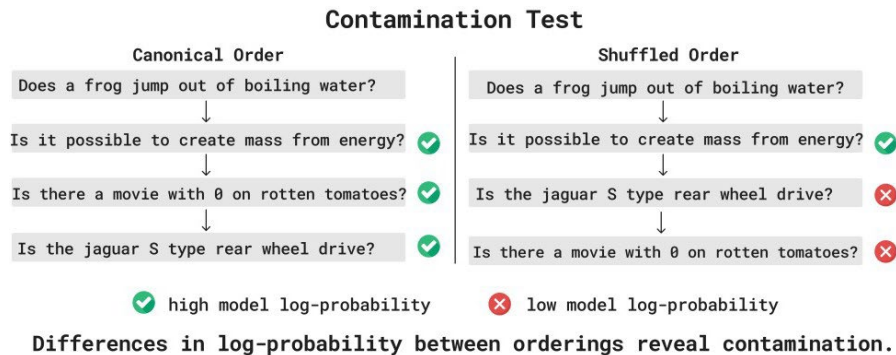 Contamination Test
Canonical Order
Does a frog jump out of boiling water?
Is it possible to create mass from energy?
Is there a movie with 0 on rotten tomatoes?
Is the jaguar S type rear wheel drive?
Shuffled Order
Does a frog jump out of boiling water?
Is it possible to create mass from energy?
Is the jaguar S type rear wheel drive?
Is there a movie with 0 on rotten tomatoes?
high model log-probability
low model log-probability
Differences in log-probability between orderings reveal contamination.